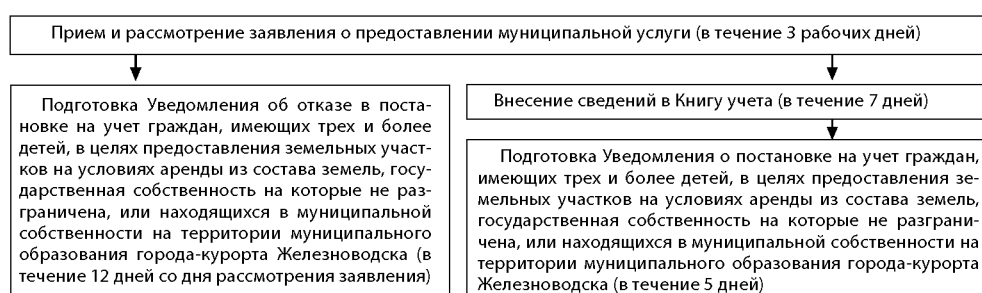 Прием и рассмотрение заявления о предоставлении муниципальной услуги (в течение 3 рабочих дней)
Подготовка Уведомления об отказе в поста-
новке на учет граждан, имеющих трех и более
детей, в целях предоставления земельных участ-
ков на условиях аренды из состава земель, госу-
дарственная собственность на которые не раз-
граничена, или находящихся в муниципальной
собственности на территории муниципального
образования города-курорта Железноводска (в
течение 12 дней со дня рассмотрения заявления)
Внесение сведений в Книгу учета (в течение 7 дней)
Подготовка Уведомления о постановке на учет граждан,
имеющих трех и более детей, в целях предоставления зе-
мельных участков на условиях аренды из состава земель,
государственная собственность на которые не разграни-
чена, или находящихся в муниципальной собственности на
территории муниципального образования города-курорта
Железноводска (в течение 5 дней)